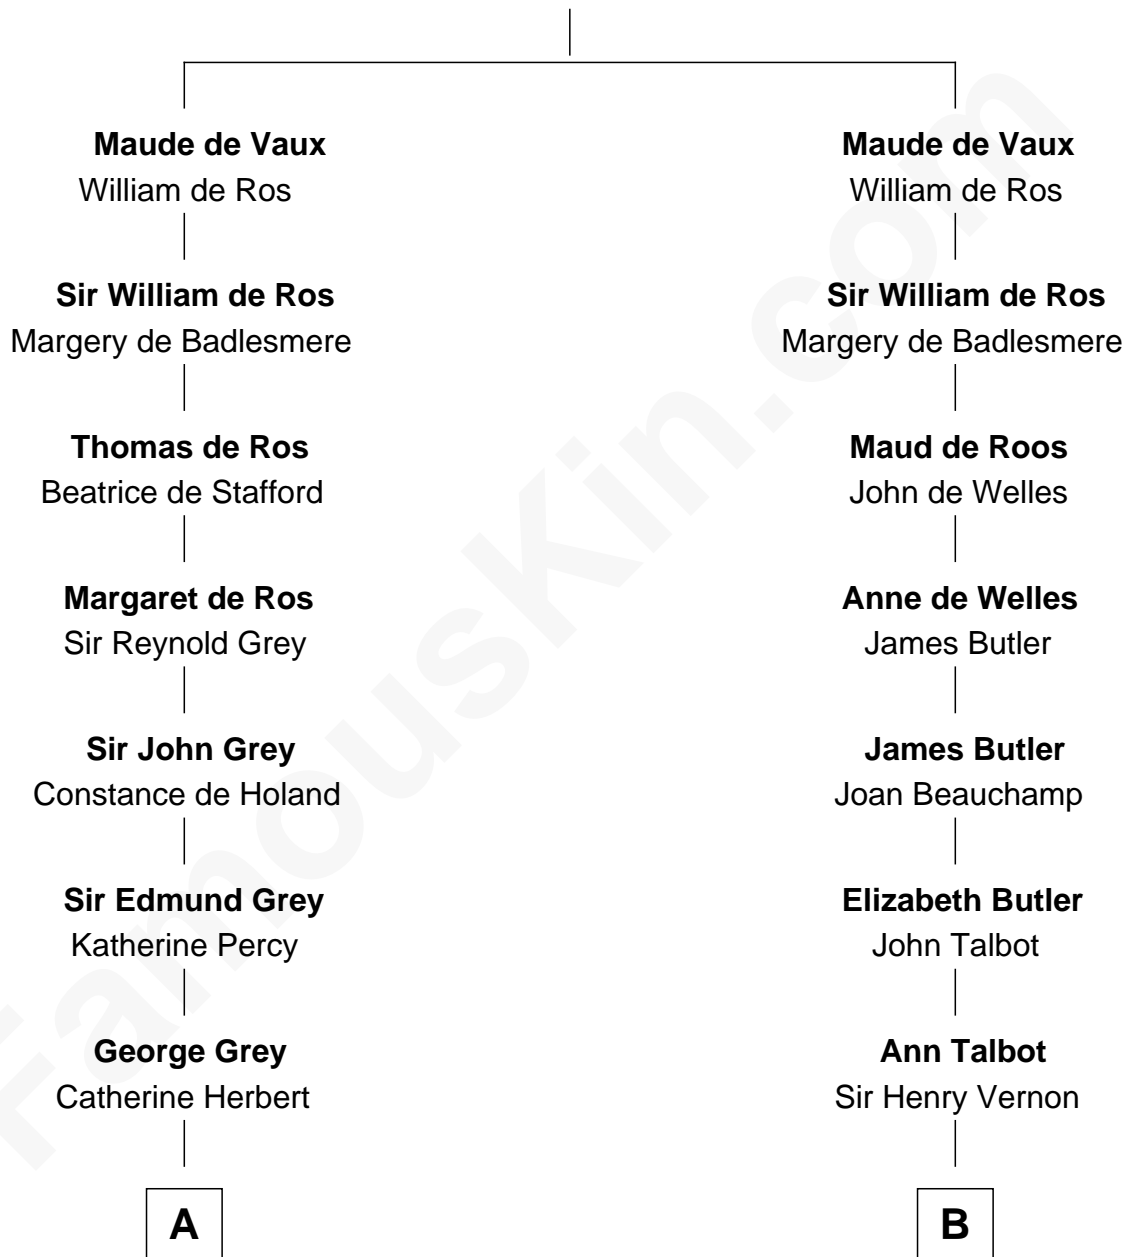 Maude de Vaux
William de Ros
Sir William de Ros
Margery de Badlesmere
Thomas de Ros
Beatrice de Stafford
Margaret de Ros
Sir Reynold Grey
Sir John Grey
Constance de Holand
Sir Edmund Grey
Katherine Percy
George Grey
Catherine Herbert
A
Maude de Vaux
William de Ros
Sir William de Ros
Margery de Badlesmere
Maud de Roos
John de Welles
Anne de Welles
James Butler
James Butler
Joan Beauchamp
Elizabeth Butler
John Talbot
Ann Talbot
Sir Henry Vernon
B
FamousKin.com